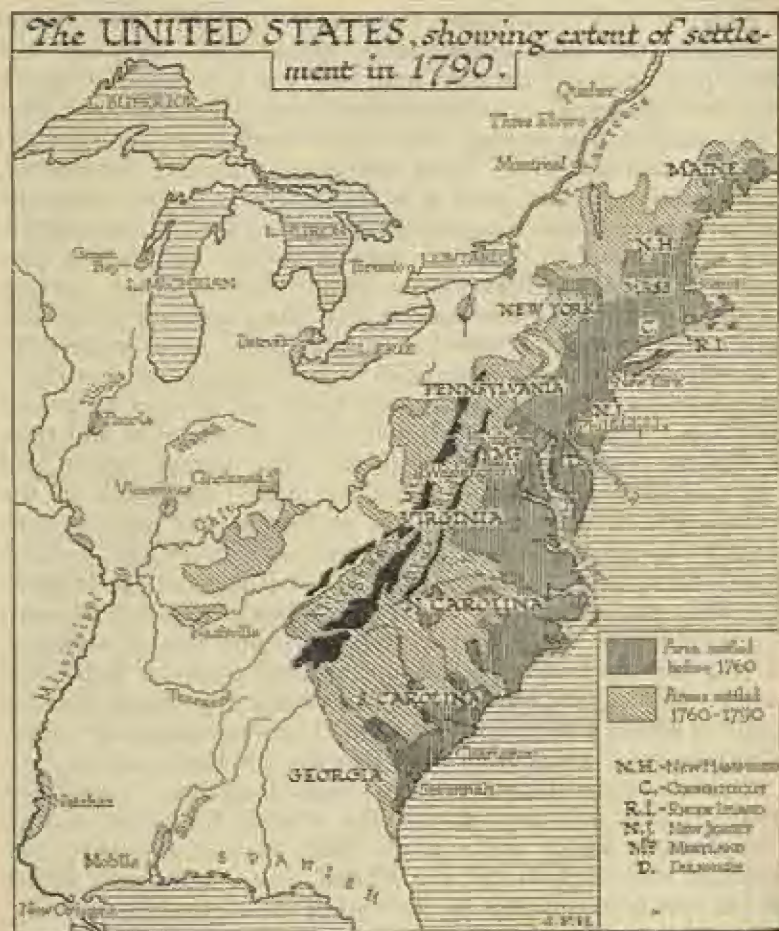 The UNITED STATES, showing extent of settle-
ment in 1790.
L. SUPERIOR
Quebec
Three Rivers
Montreal
MAINE
L. HURON
Green
Bay
L. MICHIGAN
Toronto
L. ONTARIO
N.H.
MASS
NEW YORK
C.
R.I.
Detroit
L. ERIE
New York
PENNSYLVANIA
N.J.
Philadelphia
Peoria
Cincinnati
Vincennes
Ohio
VIRGINIA
N. CAROLINA
Nashville
Mississippi
Tennessee
S. CAROLINA
Charleston
GEORGIA
Savannah
Natchez
Mobile
SPANISH
New Orleans
Area settled
before 1760
Areas settled
1760-1790
N.H.-NEW HAMPSHIRE
C.-CONNECTICUT
R.I.-RHODE ISLAND
N.J. NEW JERSEY
MD MARYLAND
D. DELAWARE